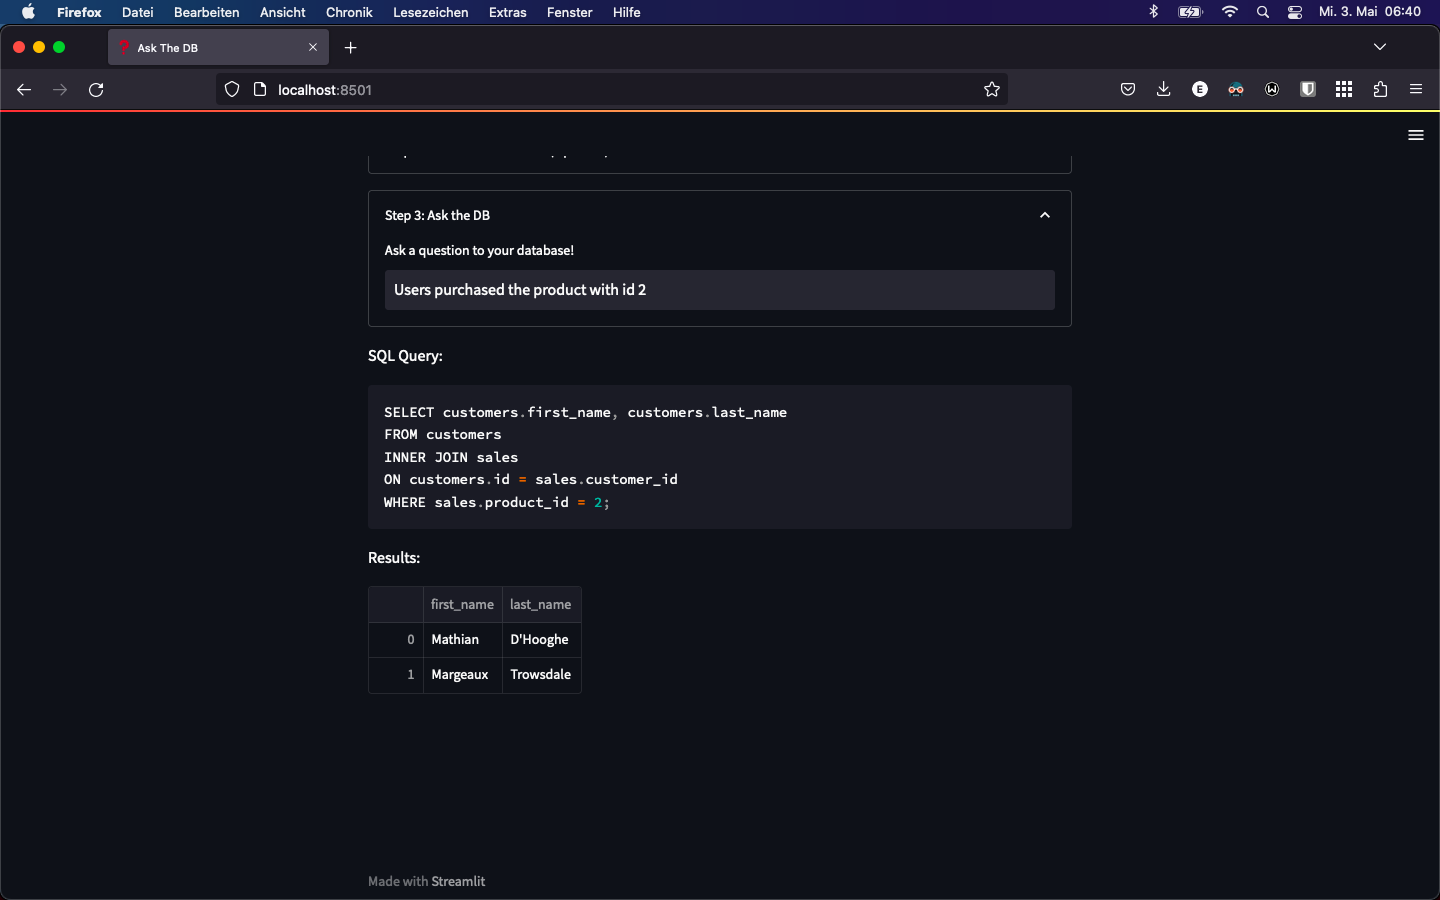 Firefox Datei Bearbeiten Ansicht Chronik Lesezeichen Extras Fenster Hilfe Mi. 3. Mai 06:40
Ask The DB
localhost:8501
Step 3: Ask the DB
Ask a question to your database!
Users purchased the product with id 2
SQL Query:
SELECT customers.first_name, customers.last_name
FROM customers
INNER JOIN sales
ON customers.id = sales.customer_id
WHERE sales.product_id = 2;
Results:
first_name last_name
0 Mathian D'Hooghe
1 Margeaux Trowsdale
Made with Streamlit